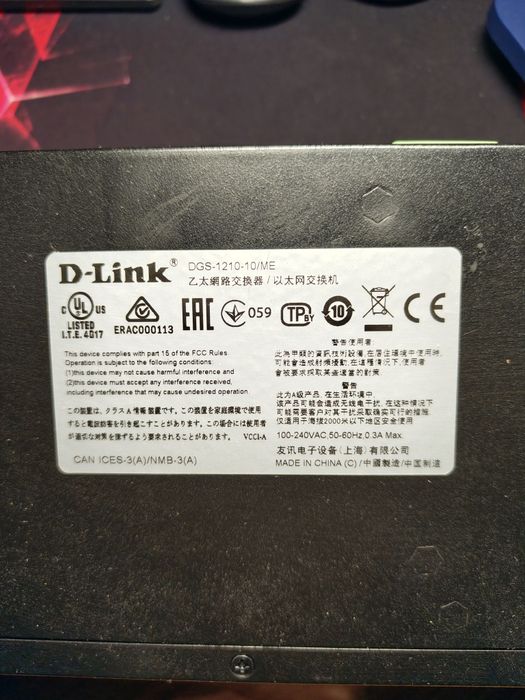 D-Link®
DGS-1210-10/ME
乙太網路交換器 / 以太网交换机
C UL US
LISTED
I.T.E. 4D17
ERAC000113
EAC
059
TP BY
10
CE
This device complies with part 15 of the FCC Rules
Operation is subject to the following conditions:
(1)this device may not cause harmful interference and
(2)this device must accept any interference received,
including interference that may cause undesired operation
この装置は、クラスA情報装置です。この装置を家庭環境で使用
すると電波妨害を引き起こすことがあります。この場合には使用者
が適切な対策を講ずるよう要求されることがあります。 VCCI-A
CAN ICES-3(A)/NMB-3(A)
警告使用者
此為甲類的資訊技術設備,在居住環境中使用時,
可能會造成射頻擾動,在這種情況下,使用者
會被要求採取某些適當的對策
警告
此为A级产品, 在生活环境中,
该产品可能会造成无线电干扰, 在这种情况下
可能需要客户对其干扰采取确实可行的措施,
仅适用于海拔2000米以下地区安全使用
100-240VAC,50-60Hz,0.3A Max.
友讯电子设备(上海)有限公司
MADE IN CHINA (C) /中國製造/中国制造